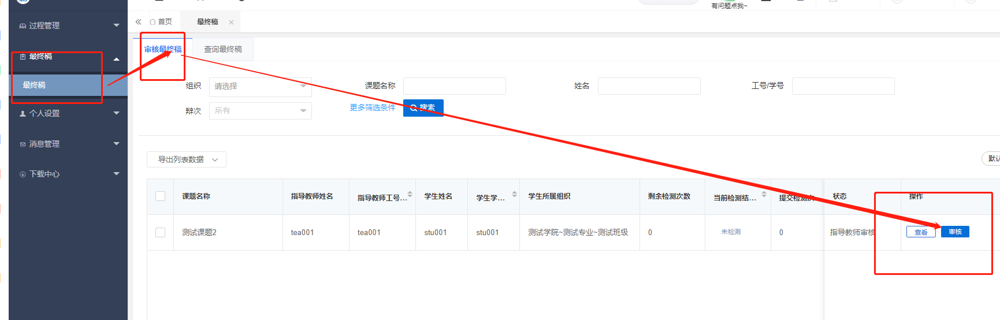 有问题点我~
过程管理
最终稿
最终稿
个人设置
消息管理
下载中心
首页
最终稿
审核最终稿
查询最终稿
组织
请选择
课题名称
姓名
工号/学号
辩次
所有
更多筛选条件
搜索
导出列表数据
默认
课题名称
指导教师姓名
指导教师工号...
学生姓名
学生学...
学生所属组织
剩余检测次数
当前检测结...
提交检测次
状态
操作
测试课题2
tea001
tea001
stu001
stu001
测试学院~测试专业~测试班级
0
未检测
0
指导教师审核
查看
审核